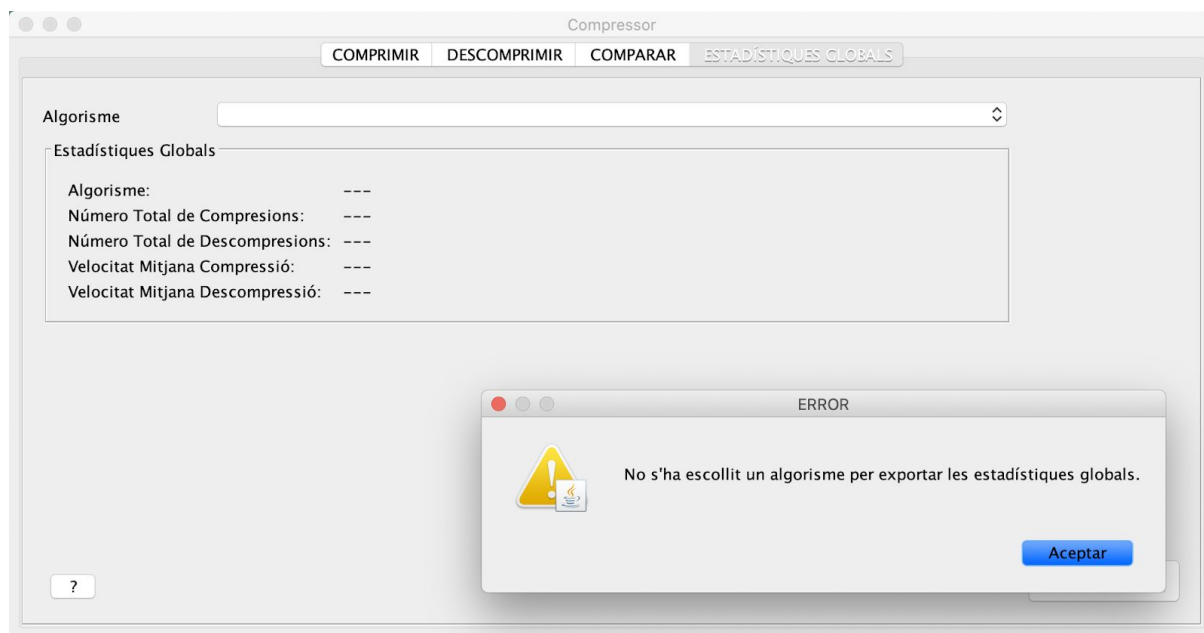 Compressor
COMPRIMIR DESCOMPRIMIR COMPARAR ESTADÍSTIQUES GLOBALS
Algorisme
Estadístiques Globals
Algorisme: ---
Número Total de Compresions: ---
Número Total de Descompresions: ---
Velocitat Mitjana Compressió: ---
Velocitat Mitjana Descompressió: ---
ERROR
No s'ha escollit un algorisme per exportar les estadístiques globals.
Aceptar
?